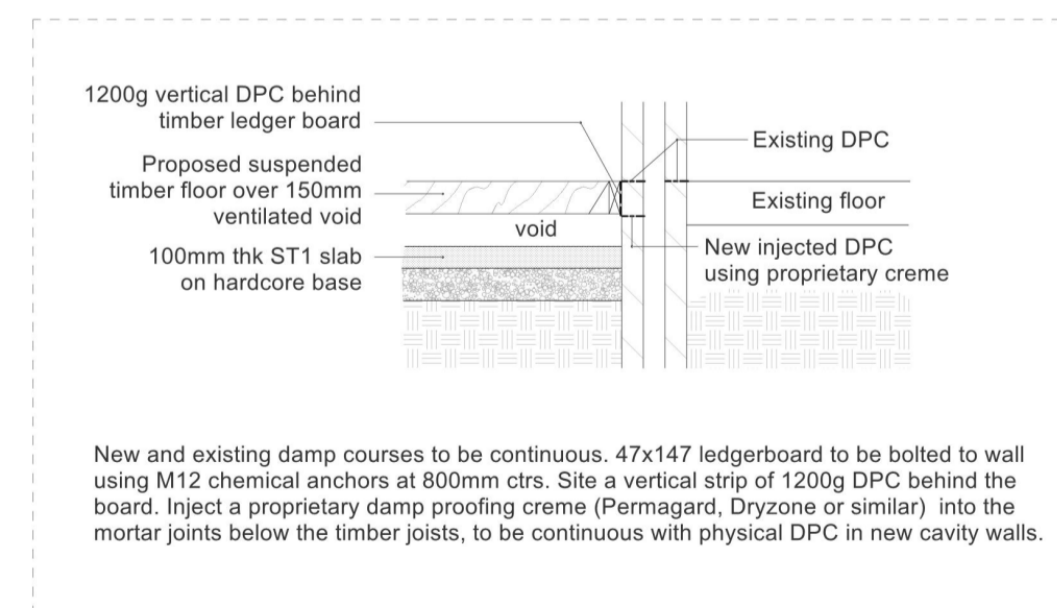 1200g vertical DPC behind
timber ledger board
Proposed suspended
timber floor over 150mm
ventilated void
100mm thk ST1 slab
on hardcore base
void
Existing DPC
Existing floor
New injected DPC
using proprietary creme
New and existing damp courses to be continuous. 47x147 ledgerboard to be bolted to wall
using M12 chemical anchors at 800mm ctrs. Site a vertical strip of 1200g DPC behind the
board. Inject a proprietary damp proofing creme (Permagard, Dryzone or similar) into the
mortar joints below the timber joists, to be continuous with physical DPC in new cavity walls.